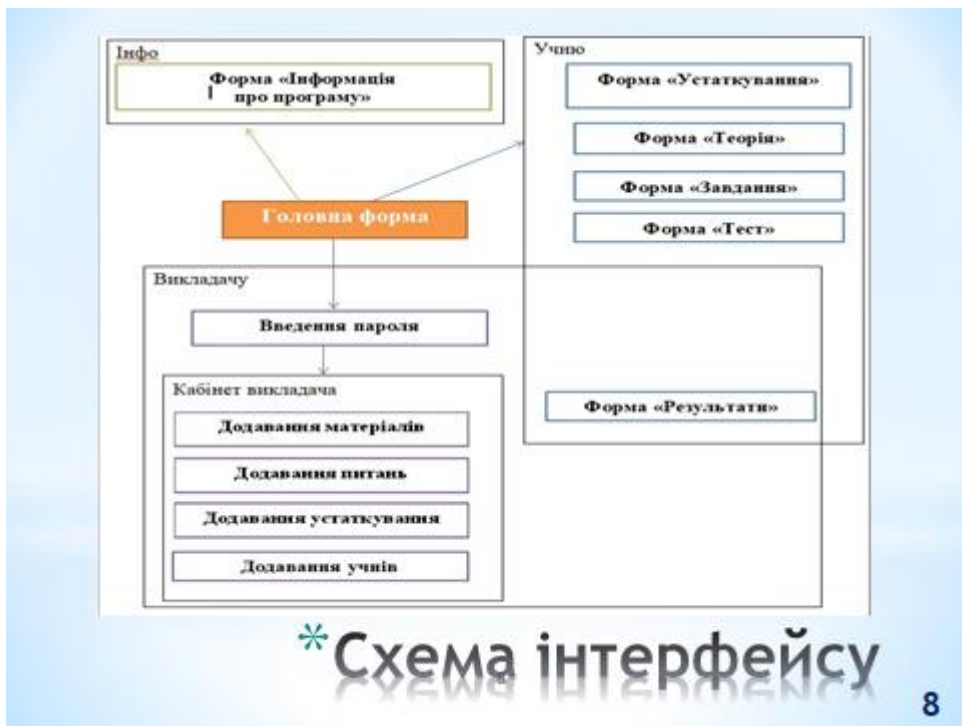 Інфо
Форма «Інформація
про програму»
Учню
Форма «Устаткування»
Форма «Теорія»
Форма «Завдання»
Форма «Тест»
Головна форма
Викладачу
Введення пароля
Кабінет викладача
Додавання матеріалів
Додавання питань
Додавання устаткування
Додавання учнів
Форма «Результати»
*Схема інтерфейсу
8